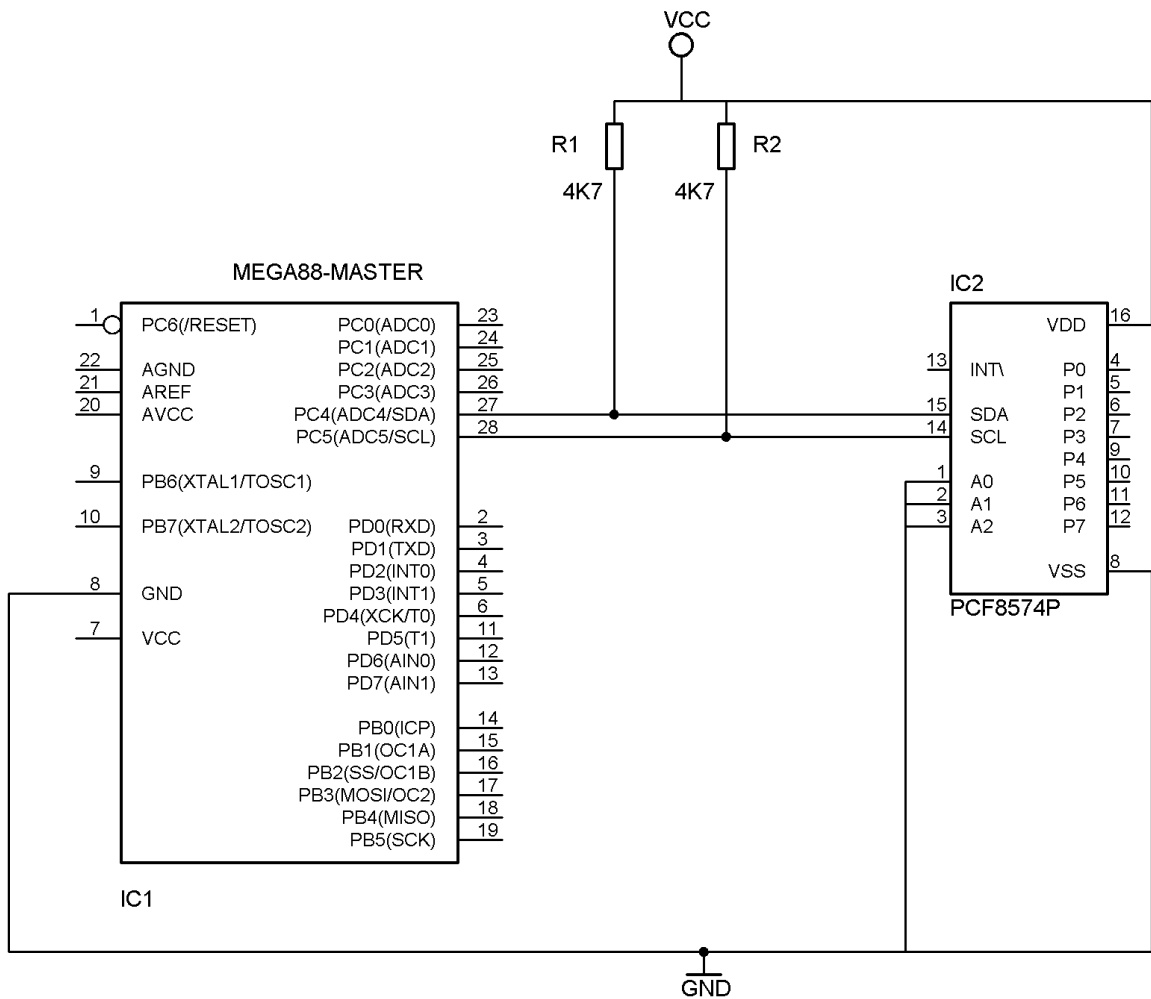 VCC
R1
R2
4K7
4K7
MEGA88-MASTER
IC1
1 PC6(/RESET)
22 AGND
21 AREF
20 AVCC
9 PB6(XTAL1/TOSC1)
10 PB7(XTAL2/TOSC2)
8 GND
7 VCC
PC0(ADC0) 23
PC1(ADC1) 24
PC2(ADC2) 25
PC3(ADC3) 26
PC4(ADC4/SDA) 27
PC5(ADC5/SCL) 28
PD0(RXD) 2
PD1(TXD) 3
PD2(INT0) 4
PD3(INT1) 5
PD4(XCK/T0) 6
PD5(T1) 11
PD6(AIN0) 12
PD7(AIN1) 13
PB0(ICP) 14
PB1(OC1A) 15
PB2(SS/OC1B) 16
PB3(MOSI/OC2) 17
PB4(MISO) 18
PB5(SCK) 19
IC2
13 INT\
15 SDA
14 SCL
1 A0
2 A1
3 A2
VDD 16
P0 4
P1 5
P2 6
P3 7
P4 9
P5 10
P6 11
P7 12
VSS 8
PCF8574P
GND